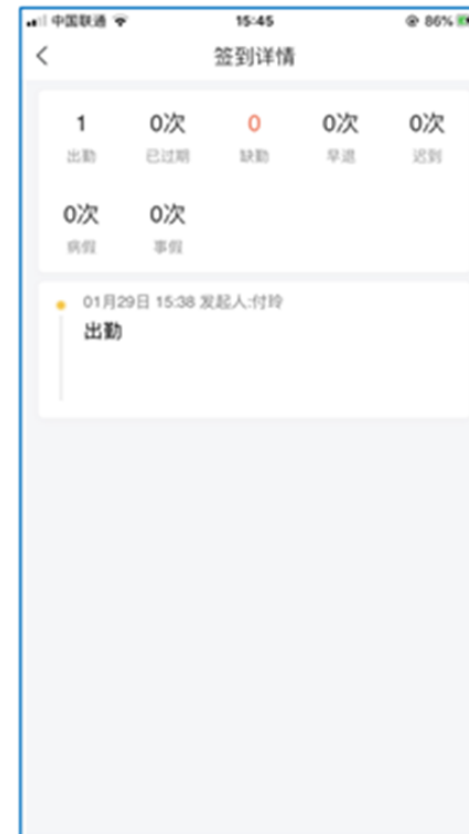 中国联通 15:45 86%
签到详情
1 0次 0 0次 0次
出勤 已过期 缺勤 早退 迟到
0次 0次
病假 事假
01月29日 15:38 发起人:付玲
出勤